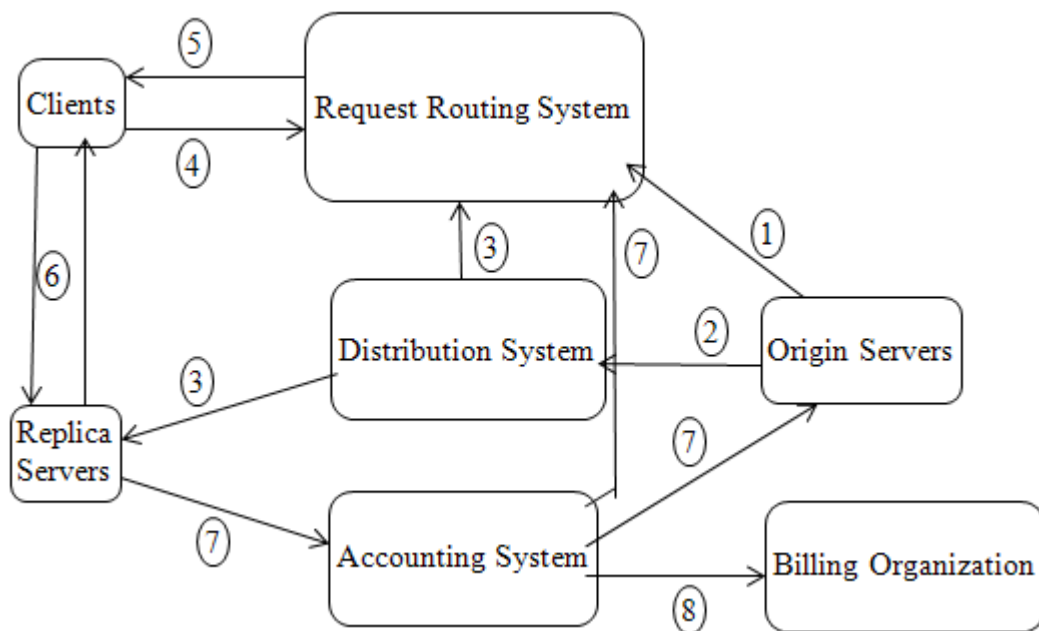 5
Clients
Request Routing System
4
1
3
7
6
2
Distribution System
Origin Servers
3
Replica
Servers
7
7
Accounting System
Billing Organization
8